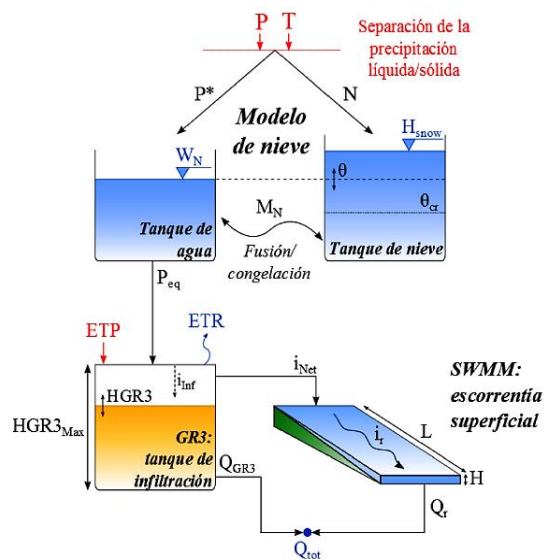 P T
Separación de la
precipitación
líquida/sólida
P* N
Modelo
de nieve
W_N
H_snow
θ
θ_cr
M_N
Tanque de
agua
Fusión/
congelación
Tanque de nieve
P_eq
ETP
ETR
i_Inf
i_Net
SWMM:
escorrentía
superficial
HGR3
HGR3_Max
GR3:
tanque de
infiltración
i_r
L
H
Q_GR3
Q_r
Q_tot